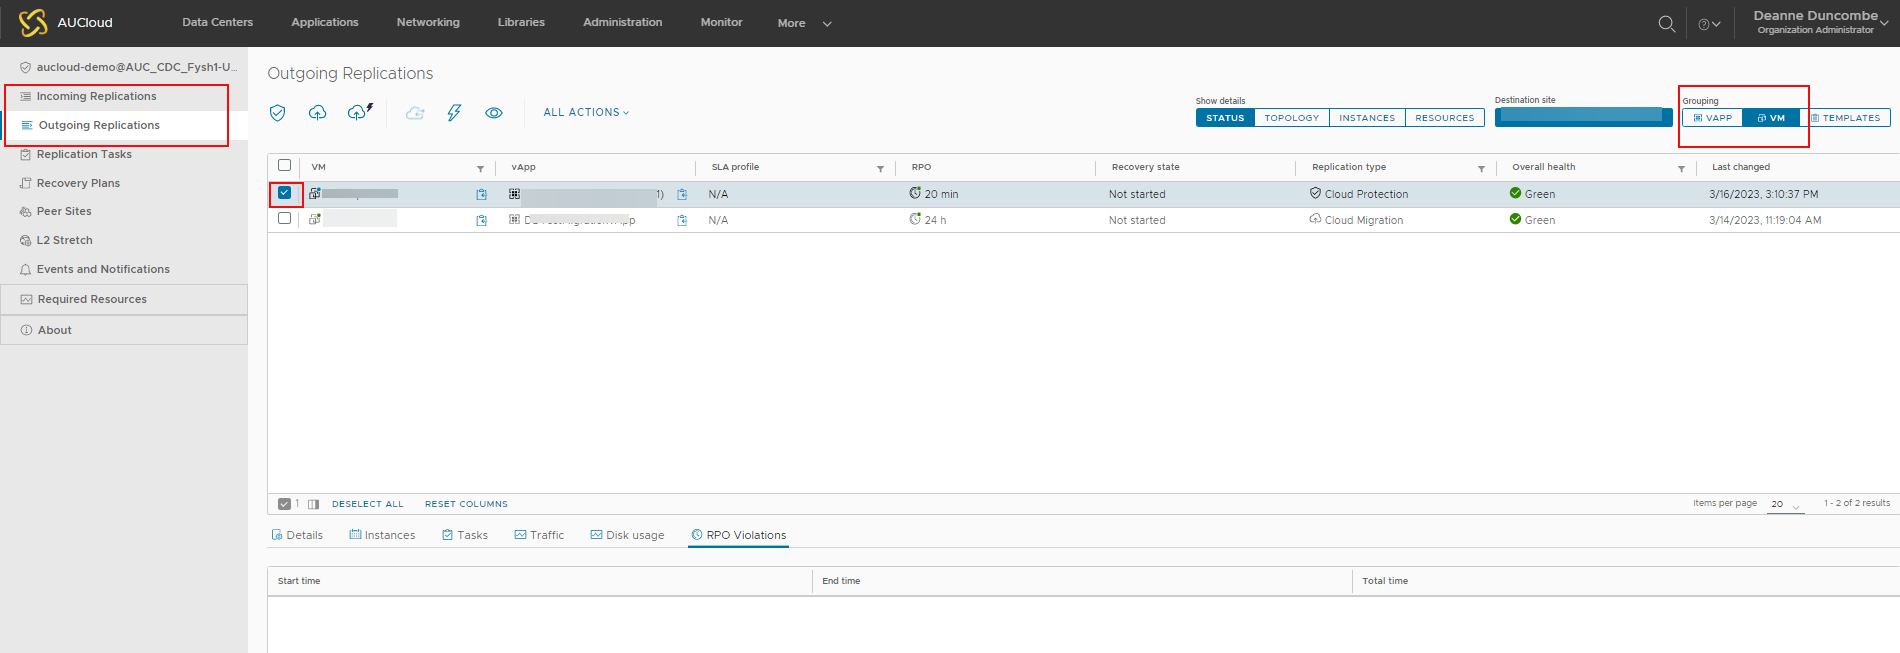 AUCloud
Data Centers
Applications
Networking
Libraries
Administration
Monitor
More
Deanne Duncombe
Organization Administrator
aucloud-demo@AUC_CDC_Fysh1-U...
Incoming Replications
Outgoing Replications
Replication Tasks
Recovery Plans
Peer Sites
L2 Stretch
Events and Notifications
Required Resources
About
Outgoing Replications
ALL ACTIONS
Show details
STATUS TOPOLOGY INSTANCES RESOURCES
Destination site
Grouping
VAPP VM TEMPLATES
VM vApp SLA profile RPO Recovery state Replication type Overall health Last changed
1) N/A 20 min Not started Cloud Protection Green 3/16/2023, 3:10:37 PM
N/A 24 h Not started Cloud Migration Green 3/14/2023, 11:19:04 AM
1 DESELECT ALL RESET COLUMNS
Items per page 20 1 - 2 of 2 results
Details Instances Tasks Traffic Disk usage RPO Violations
Start time End time Total time